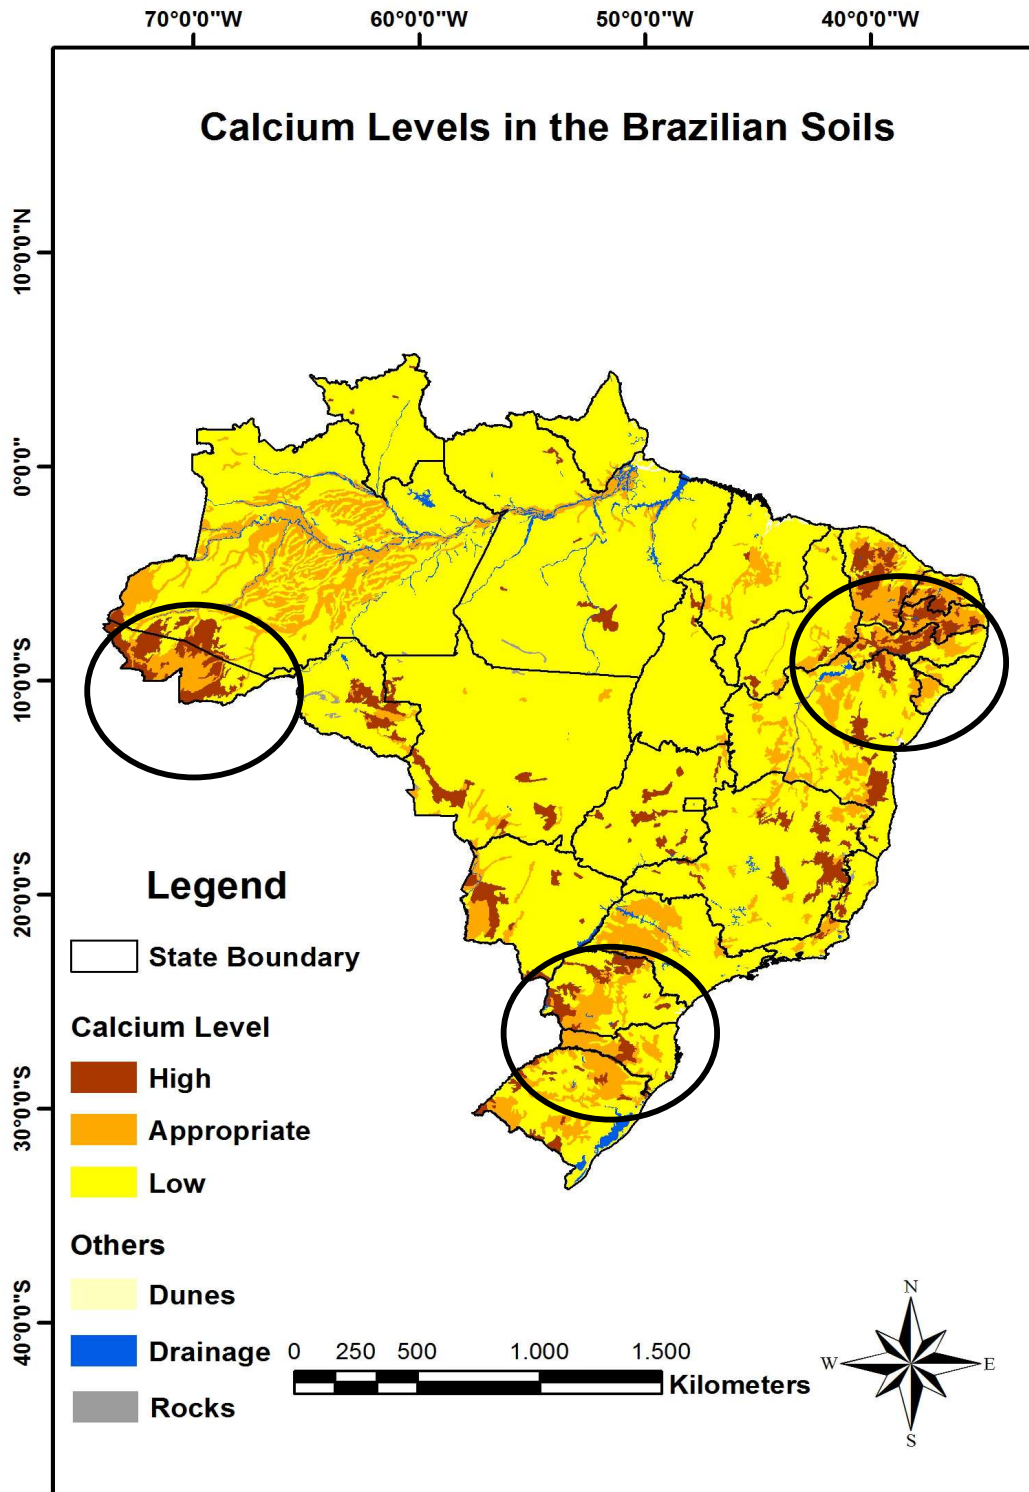 70°0'0"W 60°0'0"W 50°0'0"W 40°0'0"W
Calcium Levels in the Brazilian Soils
10°0'0"N
0°0'0"
10°0'0"S
20°0'0"S
30°0'0"S
40°0'0"S
Legend
State Boundary
Calcium Level
High
Appropriate
Low
Others
Dunes
Drainage
Rocks
0 250 500 1.000 1.500
Kilometers
N
W E
S